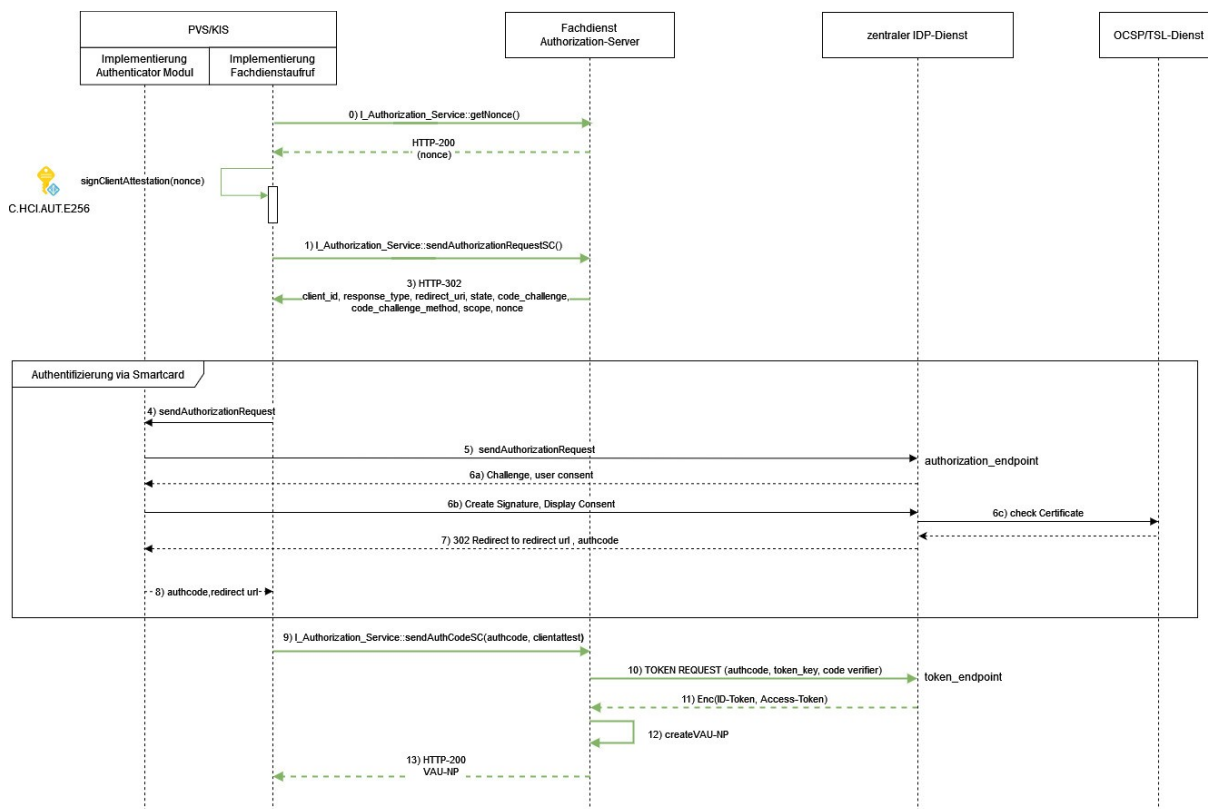 PVS/KIS
Implementierung
Authenticator Modul
Implementierung
Fachdienstaufruf
Fachdienst
Authorization-Server
zentraler IDP-Dienst
OCSP/TSL-Dienst
0) I_Authorization_Service::getNonce()
HTTP-200
(nonce)
signClientAttestation(nonce)
C.HCI.AUT.E256
1) I_Authorization_Service::sendAuthorizationRequestSC()
3) HTTP-302
client_id, response_type, redirect_uri, state, code_challenge,
code_challenge_method, scope, nonce
Authentifizierung via Smartcard
4) sendAuthorizationRequest
5) sendAuthorizationRequest
authorization_endpoint
6a) Challenge, user consent
6b) Create Signature, Display Consent
6c) check Certificate
7) 302 Redirect to redirect url , authcode
8) authcode,redirect url
9) I_Authorization_Service::sendAuthCodeSC(authcode, clientattest)
10) TOKEN REQUEST (authcode, token_key, code verifier)
token_endpoint
11) Enc(ID-Token, Access-Token)
12) createVAU-NP
13) HTTP-200
VAU-NP